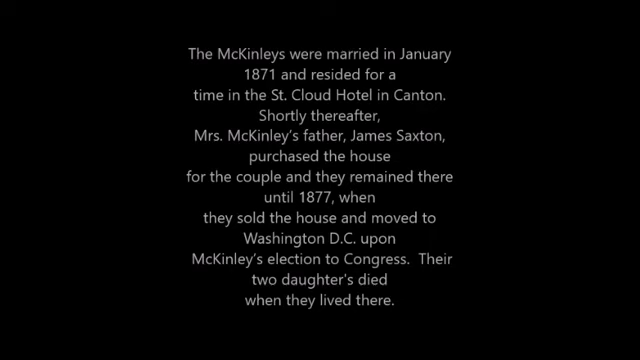 The McKinleys were married in January
1871 and resided for a
time in the St. Cloud Hotel in Canton.
Shortly thereafter,
Mrs. McKinley's father, James Saxton,
purchased the house
for the couple and they remained there
until 1877, when
they sold the house and moved to
Washington D.C. upon
McKinley's election to Congress.  Their
two daughter's died
when they lived there.